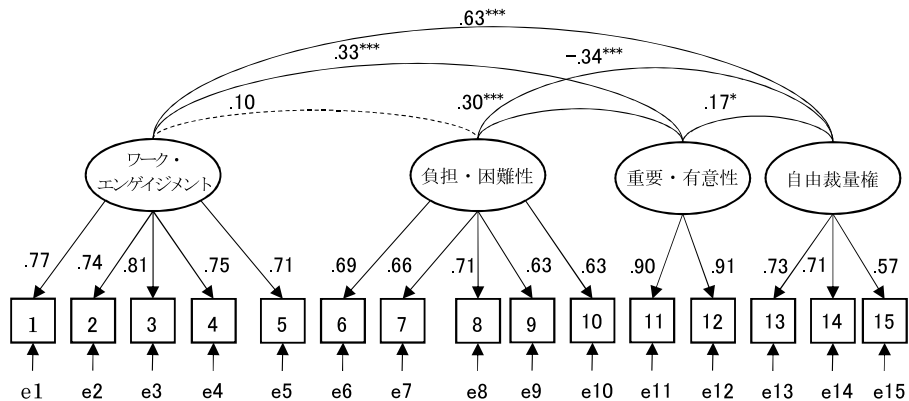 .63***
.33***
-.34***
.10
.30***
.17*
ワーク・
エンゲイジメント
負担・困難性
重要・有意性
自由裁量権
.77 .74 .81 .75 .71 .69 .66 .71 .63 .63 .90 .91 .73 .71 .57
1 2 3 4 5 6 7 8 9 10 11 12 13 14 15
e1 e2 e3 e4 e5 e6 e7 e8 e9 e10 e11 e12 e13 e14 e15